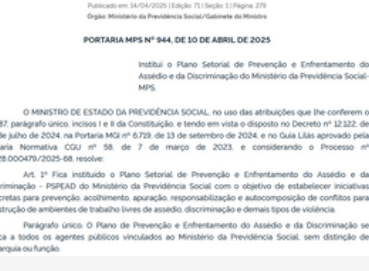 Publicado em: 14/04/2025 | Edição: 71 | Seção: 1 | Página: 279
Órgão: Ministério da Previdência Social/Gabinete do Ministro
PORTARIA MPS Nº 944, DE 10 DE ABRIL DE 2025
Institui o Plano Setorial de Prevenção e Enfrentamento do
Assédio e da Discriminação do Ministério da Previdência Social-
MPS.
O MINISTRO DE ESTADO DA PREVIDÊNCIA SOCIAL, no uso das atribuições que lhe conferem o
87, parágrafo único, incisos I e II da Constituição, e tendo em vista o disposto no Decreto nº 12.122, de
de julho de 2024, na Portaria MGI nº 6.719, de 13 de setembro de 2024, e no Guia Lilás aprovado pela
aria Normativa CGU nº 58, de 7 de março de 2023, e considerando o Processo nº
28.000479/2025-68, resolve:
Art. 1º Fica instituído o Plano Setorial de Prevenção e Enfrentamento do Assédio e da
riminação - PSPEAD do Ministério da Previdência Social com o objetivo de estabelecer iniciativas
cretas para prevenção, acolhimento, apuração, responsabilização e autocomposição de conflitos para
strução de ambientes de trabalho livres de assédio, discriminação e demais tipos de violência.
Parágrafo único. O Plano de Prevenção e Enfrentamento do Assédio e da Discriminação se
ca a todos os agentes públicos vinculados ao Ministério da Previdência Social, sem distinção de
arquia ou função.